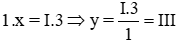 1.x = I.3 ⇒ y = I.3/1 = III